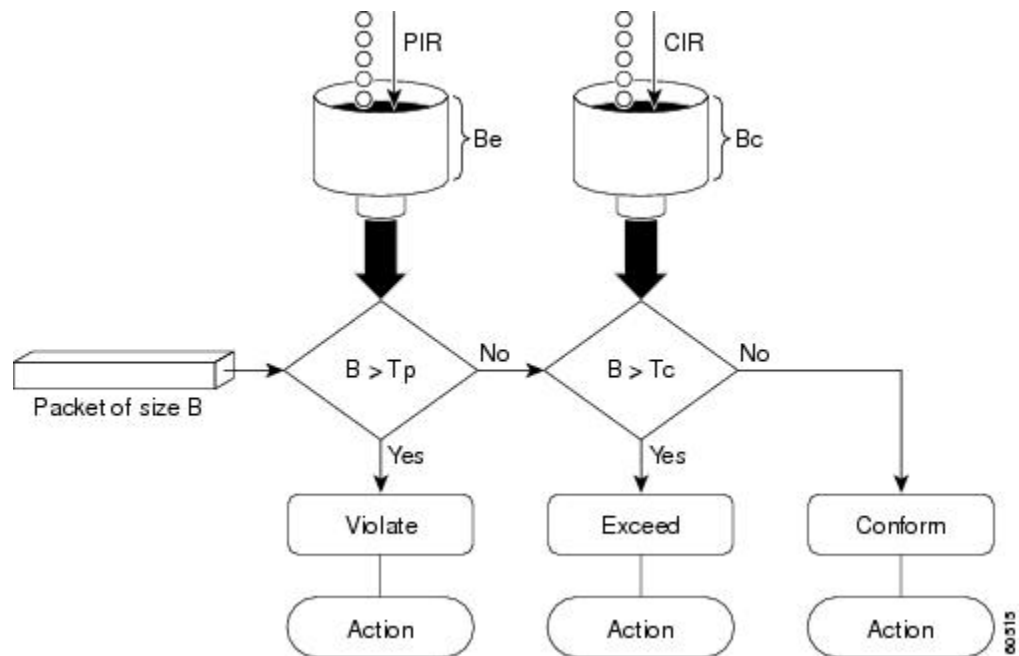 PIR
CIR
Be
Bc
B > Tp
No
B > Tc
No
Packet of size B
Yes
Yes
Violate
Exceed
Conform
Action
Action
Action
60515